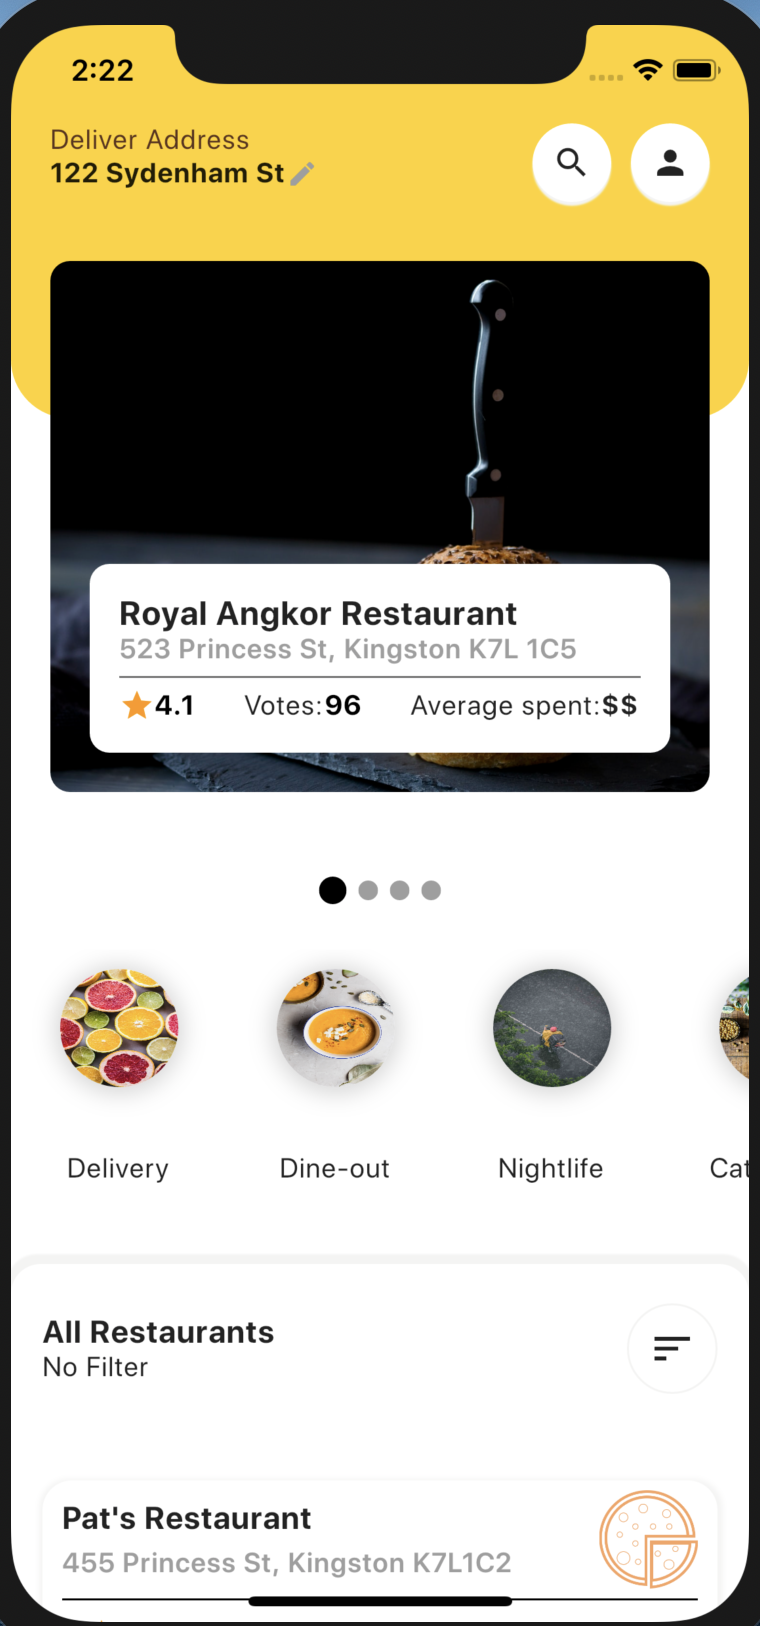 2:22
Deliver Address
122 Sydenham St
Royal Angkor Restaurant
523 Princess St, Kingston K7L 1C5
4.1 Votes:96 Average spent:$$
Delivery Dine-out Nightlife Cat
All Restaurants
No Filter
Pat's Restaurant
455 Princess St, Kingston K7L1C2